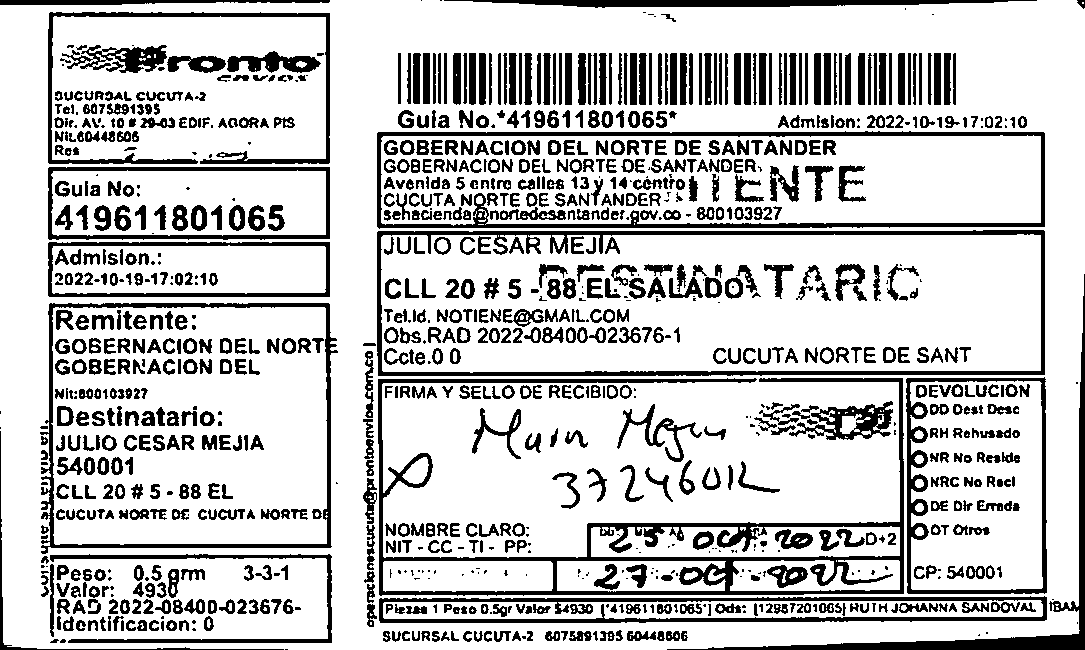 Pronto
envios
SUCURSAL CUCUTA-2
Tel. 6075891395
Dir. AV. 10 # 29-03 EDIF. AGORA PIS
Nit.60448606
Res
Guia No:
419611801065
Admision.:
2022-10-19-17:02:10
Remitente:
GOBERNACION DEL NORTE
GOBERNACION DEL
Nit:800103927
Destinatario:
JULIO CESAR MEJIA
540001
CLL 20 # 5 - 88 EL
CUCUTA NORTE DE CUCUTA NORTE DE
Peso: 0.5 grm 3-3-1
Valor: 4930
RAD 2022-08400-023676-
Identificacion: 0
Guia No.*419611801065*
Admision: 2022-10-19-17:02:10
GOBERNACION DEL NORTE DE SANTANDER
GOBERNACION DEL NORTE DE SANTANDER
Avenida 5 entre calles 13 y 14 centro
CUCUTA NORTE DE SANTANDER
sehacienda@nortedesantander.gov.co - 800103927
JULIO CESAR MEJIA
DESTINATARIO
CLL 20 # 5 - 88 EL SALADO
Tel.Id. NOTIENE@GMAIL.COM
Obs.RAD 2022-08400-023676-1
Ccte.0 0 CUCUTA NORTE DE SANT
operacionescucuta@prontoenvios.com.co
FIRMA Y SELLO DE RECIBIDO:
NOMBRE CLARO:
NIT - CC - TI - PP:
25 OCT. 2022 D+2
27 OCT. 2022
DEVOLUCION
DD Dest Desc
RH Rehusado
NR No Reside
NRC No Recl
DE Dir Errada
OT Otros
CP: 540001
Piezas 1 Peso 0.5gr Valor $4930 [*419611801065*] Ods: [12987201065] RUTH JOHANNA SANDOVAL
SUCURSAL CUCUTA-2 6075891395 60448606